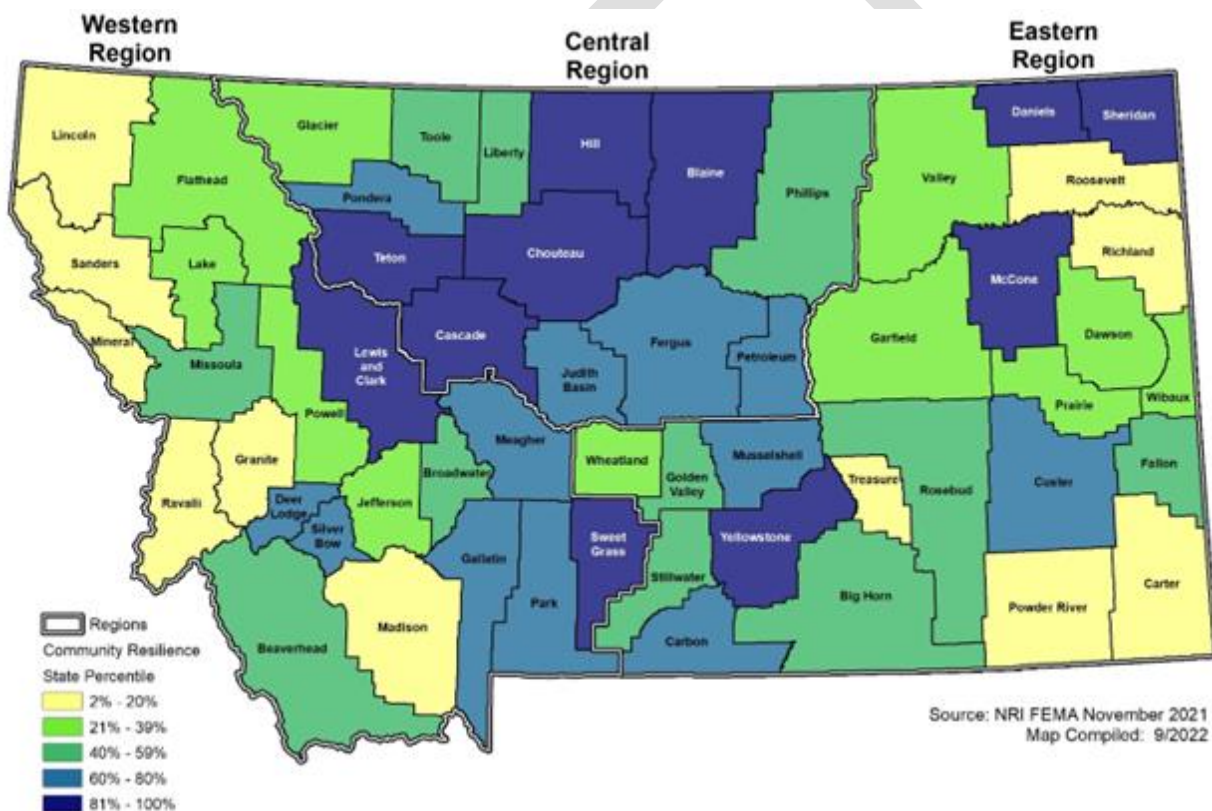 Western
Region
Central
Region
Eastern
Region
Lincoln
Flathead
Glacier
Toole
Liberty
Hill
Blaine
Phillips
Valley
Daniels
Sheridan
Roosevelt
Pondera
Sanders
Lake
Teton
Chouteau
Richland
McCone
Mineral
Missoula
Lewis
and
Clark
Cascade
Judith
Basin
Fergus
Petroleum
Garfield
Dawson
Wibaux
Prairie
Powell
Granite
Ravalli
Deer
Lodge
Silver
Bow
Jefferson
Broadwater
Meagher
Wheatland
Golden
Valley
Musselshell
Treasure
Rosebud
Custer
Fallon
Gallatin
Park
Sweet
Grass
Stillwater
Yellowstone
Big Horn
Powder River
Carter
Carbon
Madison
Beaverhead
Regions
Community Resilience
State Percentile
2% - 20%
21% - 39%
40% - 59%
60% - 80%
81% - 100%
Source: NRI FEMA November 2021
Map Compiled: 9/2022